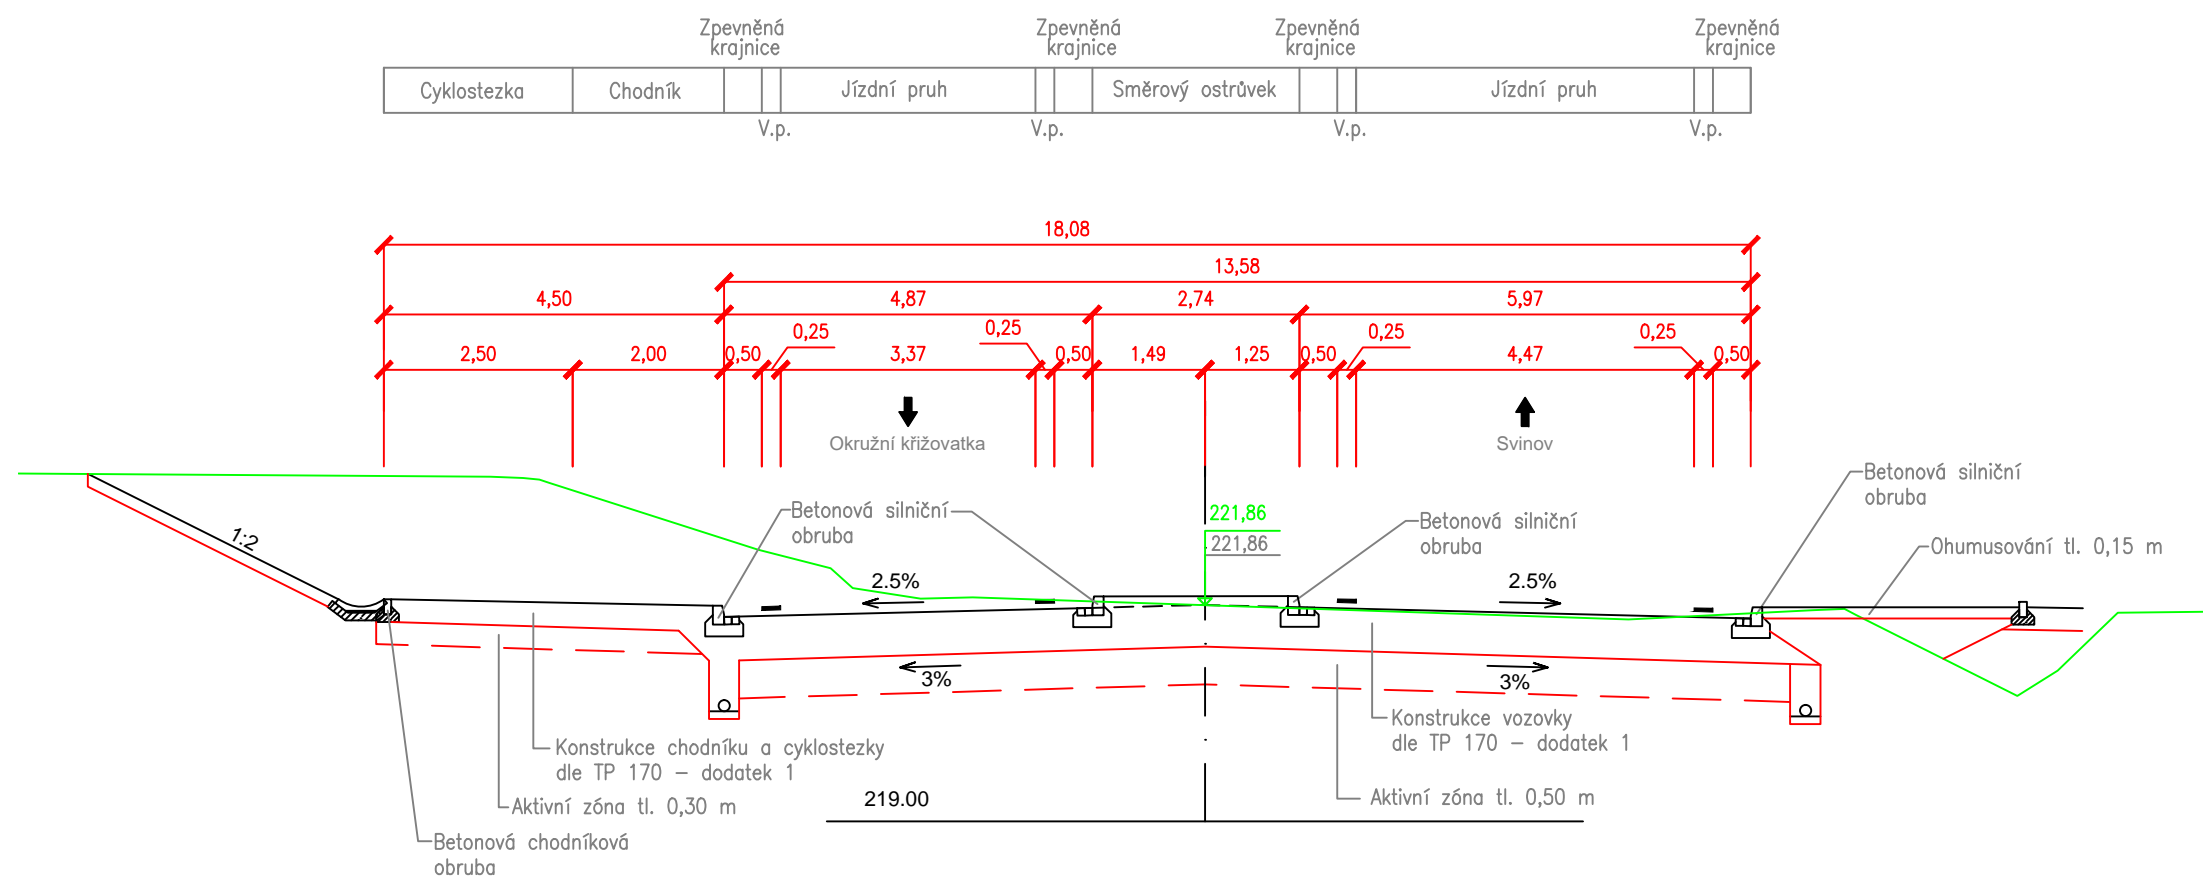 Zpevněná
krajnice
Zpevněná
krajnice
Zpevněná
krajnice
Zpevněná
krajnice
Cyklostezka
Chodník
Jízdní pruh
Směrový ostrůvek
Jízdní pruh
V.p.
V.p.
V.p.
V.p.
18,08
13,58
4,50
4,87
2,74
5,97
0,25
0,25
0,25
0,25
2,50
2,00
0,50
3,37
0,50
1,49
1,25
0,50
4,47
0,50
Okružní křižovatka
Svinov
1:2
Betonová silniční
obruba
221,86
221,86
Betonová silniční
obruba
Betonová silniční
obruba
Ohumusování tl. 0,15 m
2.5%
2.5%
3%
3%
Konstrukce chodníku a cyklostezky
dle TP 170 – dodatek 1
Konstrukce vozovky
dle TP 170 – dodatek 1
Aktivní zóna tl. 0,30 m
219.00
Aktivní zóna tl. 0,50 m
Betonová chodníková
obruba